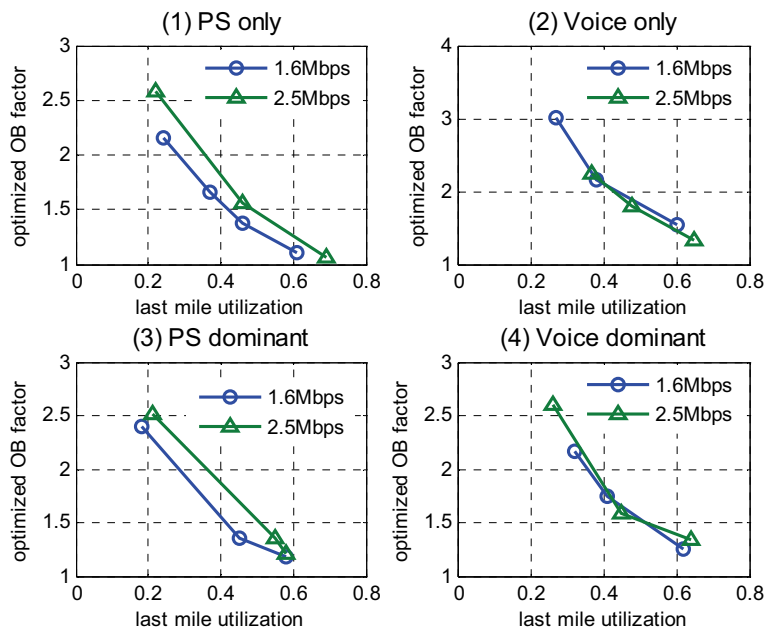 (1) PS only
3
2.5
2
1.5
1
0
0.2
0.4
0.6
0.8
optimized OB factor
last mile utilization
1.6Mbps
2.5Mbps
(2) Voice only
4
3
2
1
0
0.2
0.4
0.6
0.8
optimized OB factor
last mile utilization
1.6Mbps
2.5Mbps
(3) PS dominant
3
2.5
2
1.5
1
0
0.2
0.4
0.6
0.8
optimized OB factor
last mile utilization
1.6Mbps
2.5Mbps
(4) Voice dominant
3
2.5
2
1.5
1
0
0.2
0.4
0.6
0.8
optimized OB factor
last mile utilization
1.6Mbps
2.5Mbps